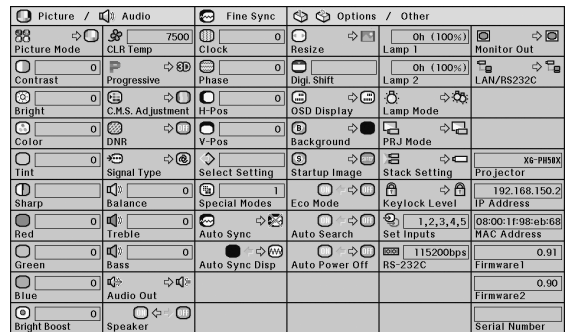 Picture / Audio Fine Sync Options / Other
7500 0 0h (100%)
Picture Mode CLR Temp Clock Resize Lamp 1 Monitor Out
0 3D 0 0h (100%)
Contrast Progressive Phase Digi. Shift Lamp 2 LAN/RS232C
0 0
Bright C.M.S. Adjustment H-Pos OSD Display Lamp Mode
0 0 B
Color DNR V-Pos Background PRJ Mode
0 S XG-PH50X
Tint Signal Type Select Setting Startup Image Stack Setting Projector
0 0 1 192.168.150.2
Sharp Balance Special Modes Eco Mode Keylock Level IP Address
0 0 1,2,3,4,5 08:00:1f:98:eb:68
Red Treble Auto Sync Auto Search Set Inputs MAC Address
0 0 115200bps 0.91
Green Bass Auto Sync Disp Auto Power Off RS-232C Firmware1
0 0.90
Blue Audio Out Firmware2
0
Bright Boost Speaker Serial Number